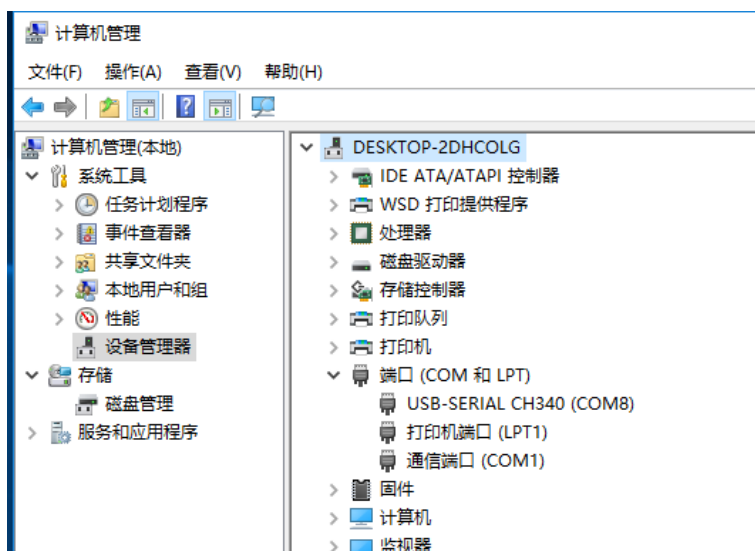 计算机管理
文件(F) 操作(A) 查看(V) 帮助(H)
计算机管理(本地)
系统工具
任务计划程序
事件查看器
共享文件夹
本地用户和组
性能
设备管理器
存储
磁盘管理
服务和应用程序
DESKTOP-2DHCOLG
IDE ATA/ATAPI 控制器
WSD 打印提供程序
处理器
磁盘驱动器
存储控制器
打印队列
打印机
端口 (COM 和 LPT)
USB-SERIAL CH340 (COM8)
打印机端口 (LPT1)
通信端口 (COM1)
固件
计算机
监视器